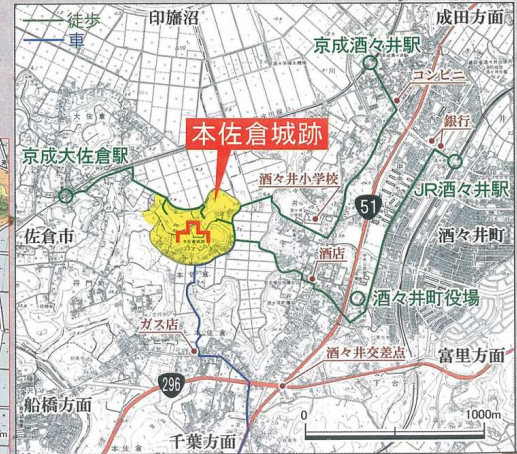 徒歩
車
印旛沼
成田方面
京成酒々井駅
コンビニ
銀行
本佐倉城跡
京成大佐倉駅
酒々井小学校
JR酒々井駅
51
佐倉市
酒々井町
酒店
酒々井町役場
ガス店
酒々井交差点
富里方面
296
船橋方面
千葉方面
0
1000m